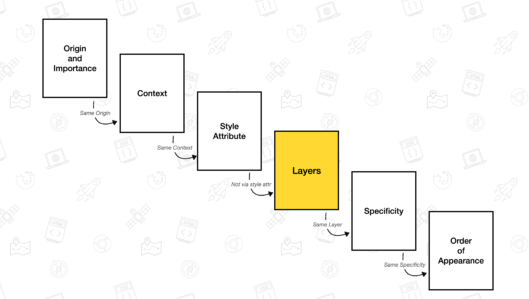 Origin
and
Importance
Same Origin
Context
Same Context
Style
Attribute
Not via style attr
Layers
Same Layer
Specificity
Same Specificity
Order
of
Appearance